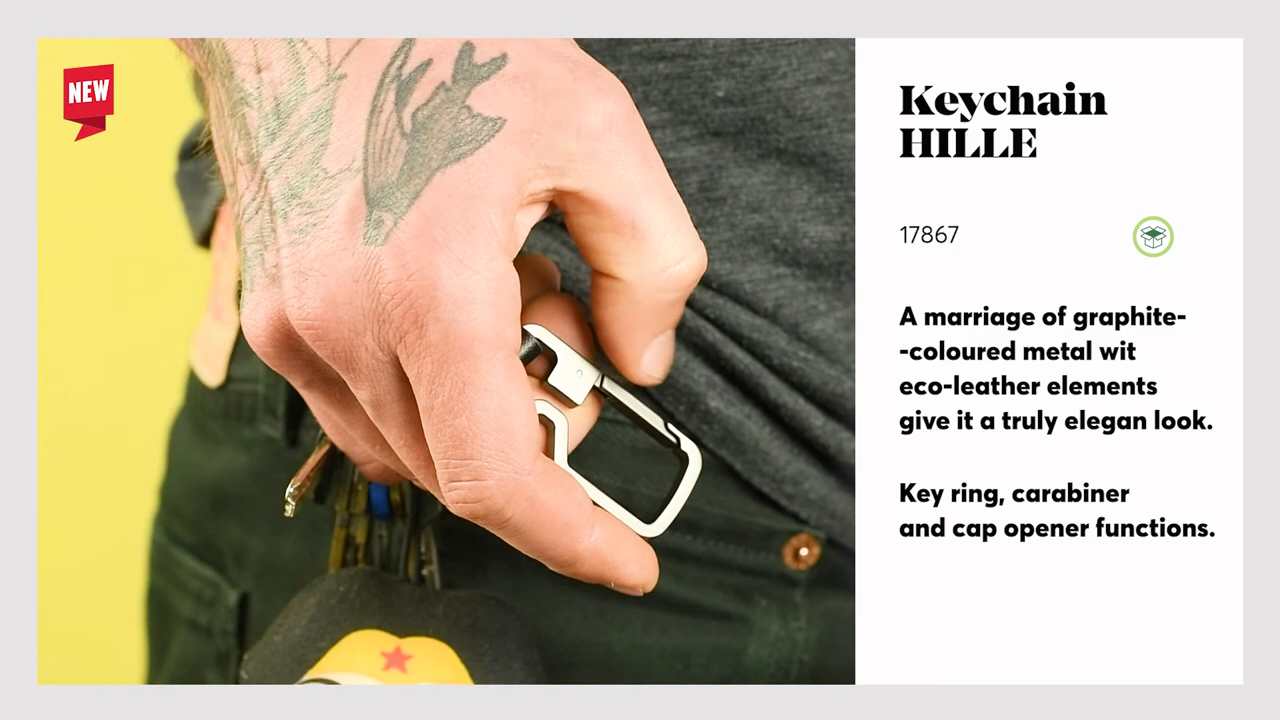 NEW
Keychain
HILLE
17867
A marriage of graphite-
-coloured metal wit
eco-leather elements
give it a truly elegan look.
Key ring, carabiner
and cap opener functions.